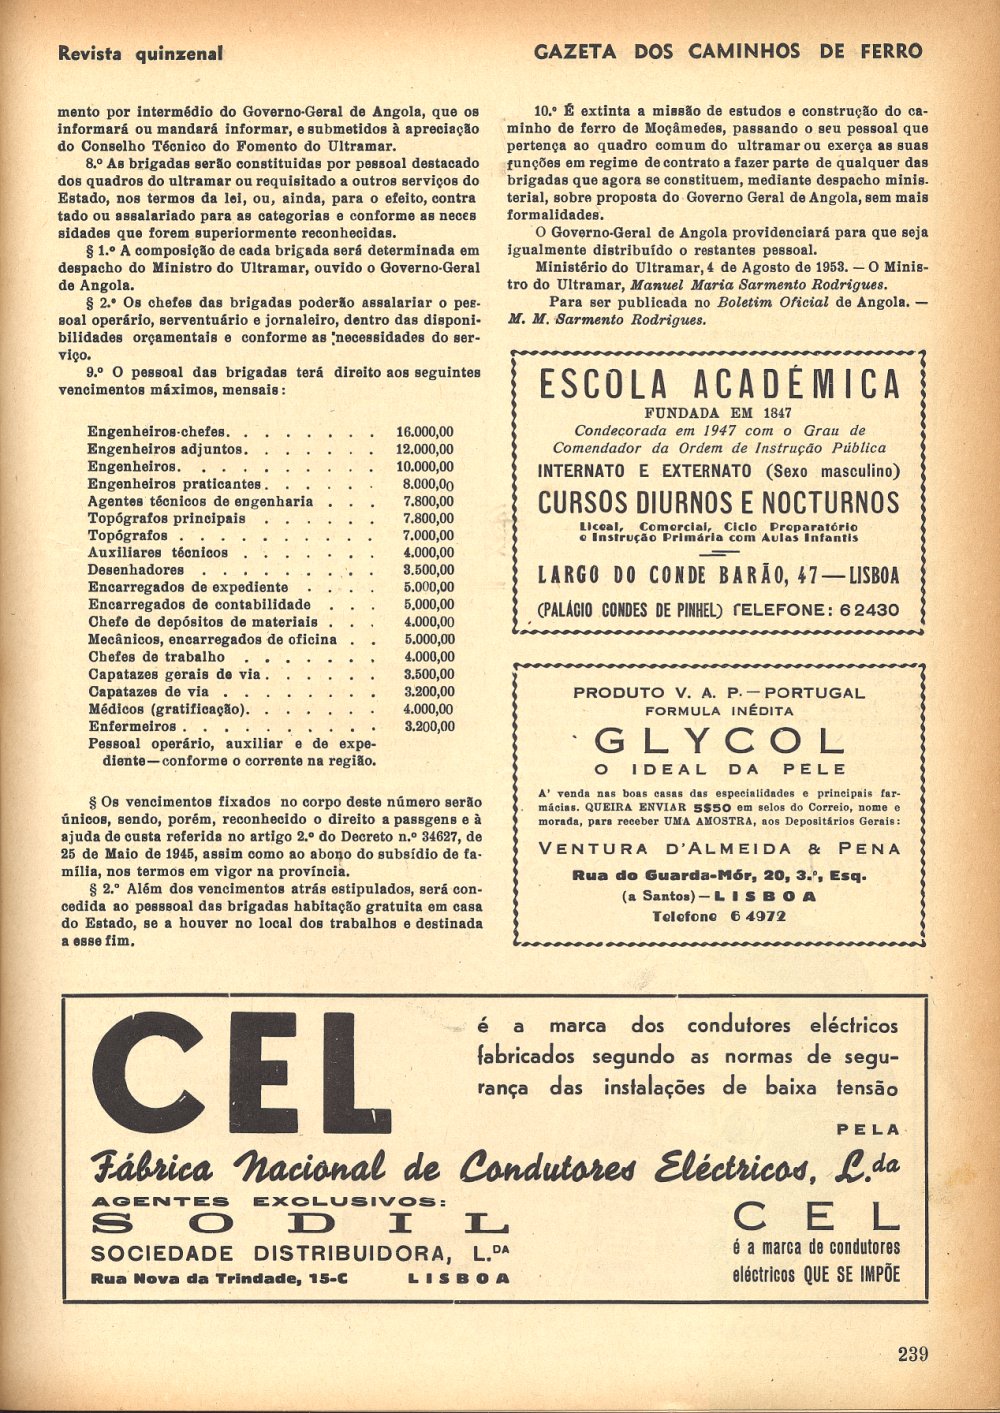 Revista quinzenal
GAZETA DOS CAMINHOS DE FERRO
mento por intermédio do Governo-Geral de Angola, que os
informará ou mandará informar, e submetidos à apreciação
do Conselho Técnico do Fomento do Ultramar.
8.º As brigadas serão constituidas por pessoal destacado
dos quadros do ultramar ou requisitado a outros serviços do
Estado, nos termos da lei, ou, ainda, para o efeito, contra
tado ou assalariado para as categorias e conforme as neces
sidades que forem superiormente reconhecidas.
§ 1.º A composição de cada brigada será determinada em
despacho do Ministro do Ultramar, ouvido o Governo-Geral
de Angola.
§ 2.º Os chefes das brigadas poderão assalariar o pes-
soal operário, serventuário e jornaleiro, dentro das disponi-
bilidades orçamentais e conforme as necessidades do ser-
viço.
9.º O pessoal das brigadas terá direito aos seguintes
vencimentos máximos, mensais:
Engenheiros-chefes. . . . . . . . 16.000,00
Engenheiros adjuntos. . . . . . . 12.000,00
Engenheiros. . . . . . . . . . 10.000,00
Engenheiros praticantes. . . . . . 8.000,00
Agentes técnicos de engenharia . . . 7.800,00
Topógrafos principais . . . . . . 7.800,00
Topógrafos . . . . . . . . . . 7.000,00
Auxiliares técnicos . . . . . . . 4.000,00
Desenhadores . . . . . . . . . 3.500,00
Encarregados de expediente . . . . 5.000,00
Encarregados de contabilidade . . . 5,000,00
Chefe de depósitos de materiais . . . 4.000,00
Mecânicos, encarregados de oficina . . 5.000,00
Chefes de trabalho . . . . . . . 4.000,00
Capatazes gerais de via . . . . . . 3.500,00
Capatazes de via . . . . . . . . 3.200,00
Médicos (gratificação). . . . . . . 4.000,00
Enfermeiros . . . . . . . . . . 3.200,00
Pessoal operário, auxiliar e de expe-
diente—conforme o corrente na região.
§ Os vencimentos fixados no corpo deste número serão
únicos, sendo, porém, reconhecido o direito a passgens e à
ajuda de custa referida no artigo 2.º do Decreto n.º 34627, de
25 de Maio de 1945, assim como ao abono do subsídio de fa-
mília, nos termos em vigor na província.
§ 2.º Além dos vencimentos atrás estipulados, será con-
cedida ao pesssoal das brigadas habitação gratuita em casa
do Estado, se a houver no local dos trabalhos e destinada
a esse fim.
10.º É extinta a missão de estudos e construção do ca-
minho de ferro de Moçâmedes, passando o seu pessoal que
pertença ao quadro comum do ultramar ou exerça as suas
funções em regime de contrato a fazer parte de qualquer das
brigadas que agora se constituem, mediante despacho minis-
terial, sobre proposta do Governo Geral de Angola, sem mais
formalidades.
O Governo-Geral de Angola providenciará para que seja
igualmente distribuído o restantes pessoal.
Ministério do Ultramar, 4 de Agosto de 1953. — O Minis-
tro do Ultramar, Manuel Maria Sarmento Rodrigues.
Para ser publicada no Boletim Oficial de Angola. —
M. M. Sarmento Rodrigues.
ESCOLA ACADÉMICA
FUNDADA EM 1847
Condecorada em 1947 com o Grau de
Comendador da Ordem de Instrução Pública
INTERNATO E EXTERNATO (Sexo masculino)
CURSOS DIURNOS E NOCTURNOS
Liceal, Comercial, Ciclo Preparatório
e Instrução Primária com Aulas Infantis
LARGO DO CONDE BARÃO, 47—LISBOA
(PALÁCIO CONDES DE PINHEL) TELEFONE: 62430
PRODUTO V. A. P.—PORTUGAL
FORMULA INÉDITA
GLYCOL
O IDEAL DA PELE
A' venda nas boas casas das especialidades e principais far-
mácias. QUEIRA ENVIAR 5$50 em selos do Correio, nome e
morada, para receber UMA AMOSTRA, aos Depositários Gerais:
VENTURA D'ALMEIDA & PENA
Rua do Guarda-Mór, 20, 3.º, Esq.
(a Santos)—LISBOA
Telefone 64972
CEL
é a marca dos condutores eléctricos
fabricados segundo as normas de segu-
rança das instalações de baixa tensão
PELA
Fábrica Nacional de Condutores Eléctricos, L.da
AGENTES EXCLUSIVOS:
SODIL
SOCIEDADE DISTRIBUIDORA, L.DA
Rua Nova da Trindade, 15-C LISBOA
CEL
é a marca de condutores
eléctricos QUE SE IMPÕE
239